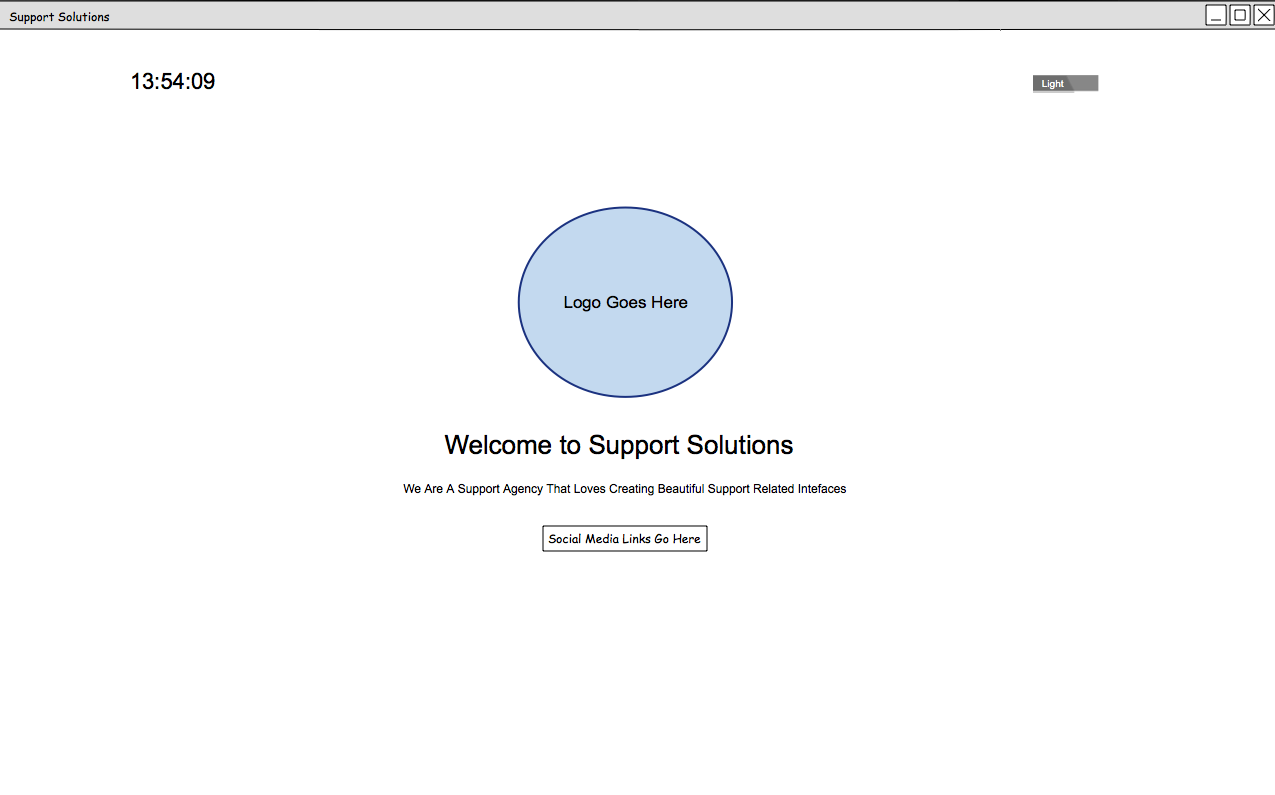 Support Solutions
13:54:09
Light
Logo Goes Here
Welcome to Support Solutions
We Are A Support Agency That Loves Creating Beautiful Support Related Intefaces
Social Media Links Go Here